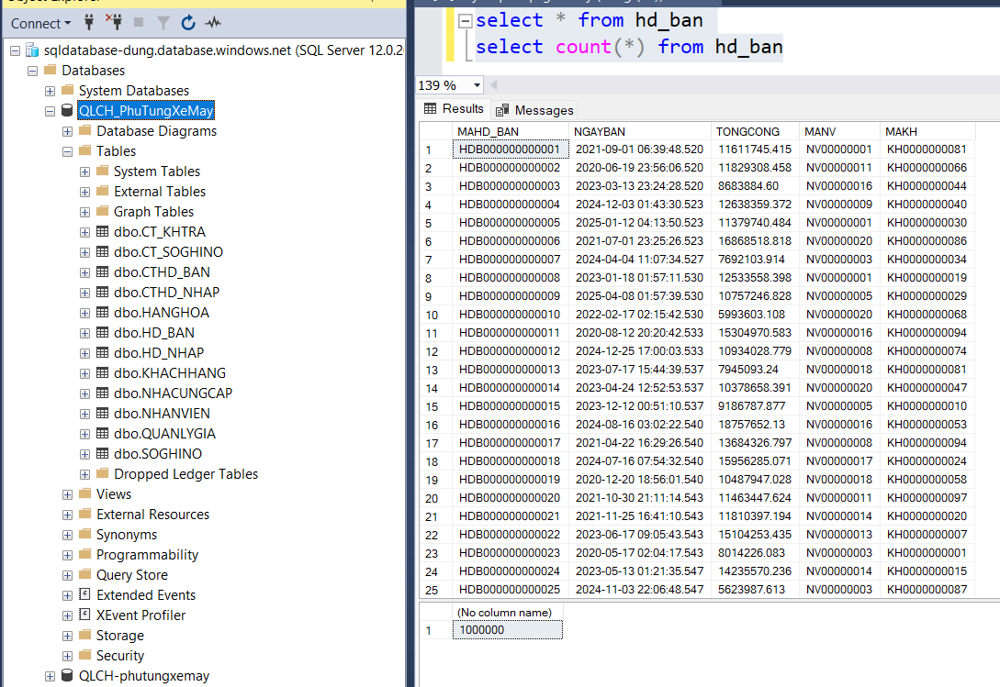 Connect
sqldatabase-dung.database.windows.net (SQL Server 12.0.20
Databases
System Databases
QLCH_PhuTungXeMay
Database Diagrams
Tables
System Tables
External Tables
Graph Tables
dbo.CT_KHTRA
dbo.CT_SOGHINO
dbo.CTHD_BAN
dbo.CTHD_NHAP
dbo.HANGHOA
dbo.HD_BAN
dbo.HD_NHAP
dbo.KHACHHANG
dbo.NHACUNGCAP
dbo.NHANVIEN
dbo.QUANLYGIA
dbo.SOGHINO
Dropped Ledger Tables
Views
External Resources
Synonyms
Programmability
Query Store
Extended Events
XEvent Profiler
Storage
Security
QLCH-phutungxemay
select * from hd_ban
select count(*) from hd_ban
139 %
Results Messages
MAHD_BAN NGAYBAN TONGCONG MANV MAKH
1 HDB000000000001 2021-09-01 06:39:48.520 11611745.415 NV00000001 KH0000000081
2 HDB000000000002 2020-06-19 23:56:06.520 11829308.458 NV00000011 KH0000000066
3 HDB000000000003 2023-03-13 23:24:28.520 8683884.60 NV00000016 KH0000000044
4 HDB000000000004 2024-12-03 01:43:30.523 12638359.372 NV00000009 KH0000000040
5 HDB000000000005 2025-01-12 04:13:50.523 11379740.484 NV00000001 KH0000000030
6 HDB000000000006 2021-07-01 23:25:26.523 16868518.818 NV00000020 KH0000000086
7 HDB000000000007 2024-04-04 11:07:34.527 7692103.914 NV00000003 KH0000000034
8 HDB000000000008 2023-01-18 01:57:11.530 12533558.398 NV00000001 KH0000000019
9 HDB000000000009 2025-04-08 01:57:39.530 10757246.828 NV00000005 KH0000000029
10 HDB000000000010 2022-02-17 02:15:42.530 5993603.108 NV00000020 KH0000000068
11 HDB000000000011 2020-08-12 20:20:42.533 15304970.583 NV00000016 KH0000000094
12 HDB000000000012 2024-12-25 17:00:03.533 10934028.779 NV00000008 KH0000000074
13 HDB000000000013 2023-07-17 15:44:39.537 7945093.24 NV00000018 KH0000000081
14 HDB000000000014 2023-04-24 12:52:53.537 10378658.391 NV00000020 KH0000000047
15 HDB000000000015 2023-12-12 00:51:10.537 9186787.877 NV00000005 KH0000000010
16 HDB000000000016 2024-08-16 03:02:22.540 18757652.13 NV00000016 KH0000000053
17 HDB000000000017 2021-04-22 16:29:26.540 13684326.797 NV00000008 KH0000000094
18 HDB000000000018 2024-07-16 07:54:32.540 15956285.071 NV00000017 KH0000000024
19 HDB000000000019 2020-12-20 18:56:01.540 10487947.028 NV00000018 KH0000000058
20 HDB000000000020 2021-10-30 21:11:14.543 11463447.624 NV00000011 KH0000000097
21 HDB000000000021 2021-11-25 16:41:10.543 11810397.194 NV00000014 KH0000000020
22 HDB000000000022 2023-06-17 09:05:43.543 15104253.435 NV00000013 KH0000000007
23 HDB000000000023 2020-05-17 02:04:17.543 8014226.083 NV00000003 KH0000000001
24 HDB000000000024 2023-05-13 01:21:35.547 14235570.236 NV00000014 KH0000000015
25 HDB000000000025 2024-11-03 22:06:48.547 5623987.613 NV00000003 KH0000000087
(No column name)
1 1000000